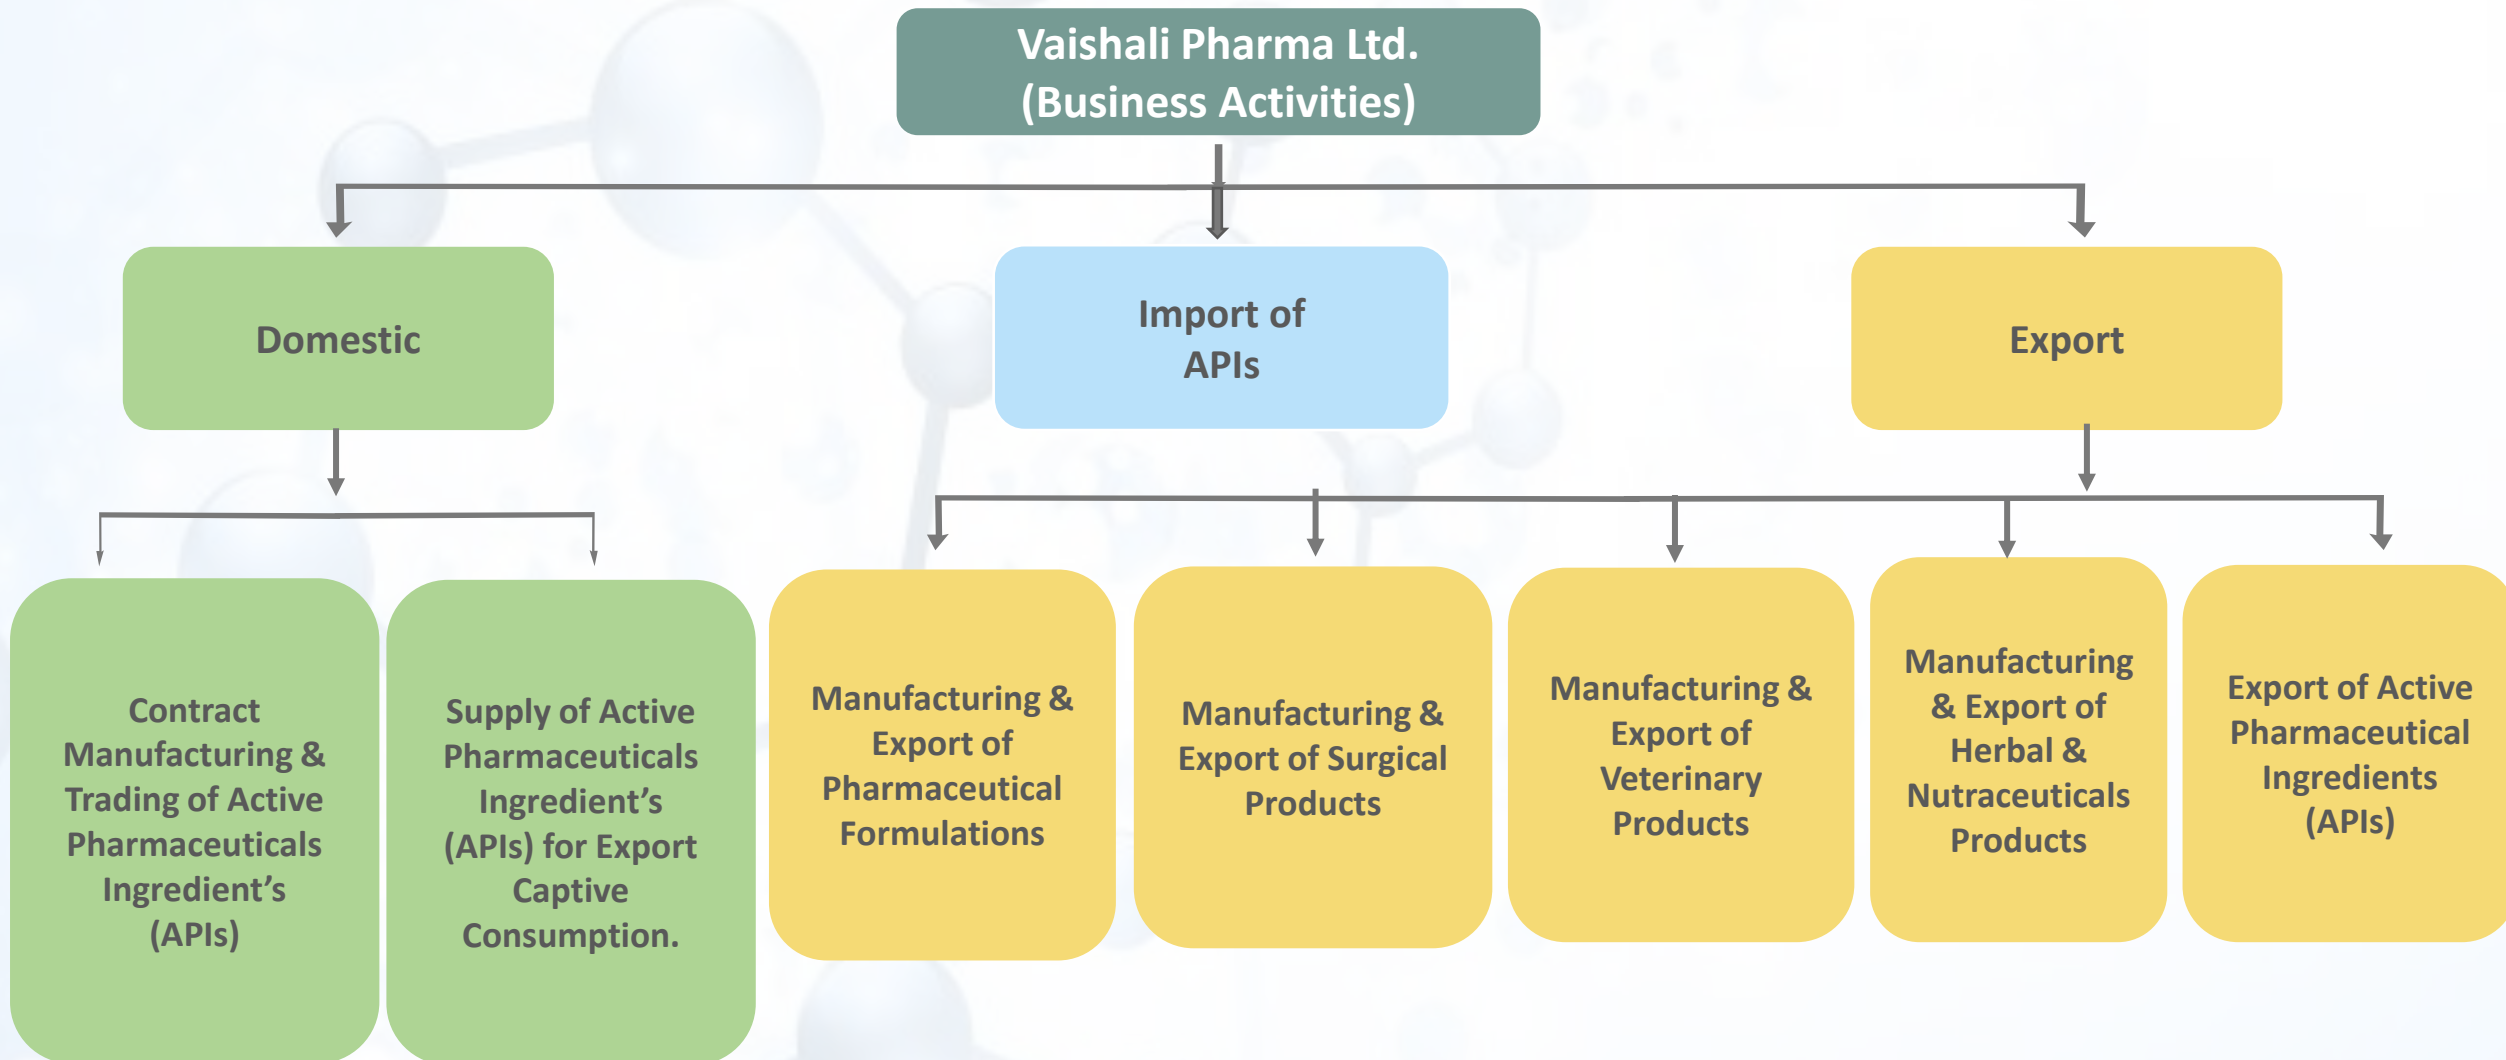 Vaishali Pharma Ltd.
(Business Activities)
Domestic
Import of
APIs
Export
Contract
Manufacturing &
Trading of Active
Pharmaceuticals
Ingredient’s
(APIs)
Supply of Active
Pharmaceuticals
Ingredient’s
(APIs) for Export
Captive
Consumption.
Manufacturing &
Export of
Pharmaceutical
Formulations
Manufacturing &
Export of Surgical
Products
Manufacturing &
Export of
Veterinary
Products
Manufacturing
& Export of
Herbal &
Nutraceuticals
Products
Export of Active
Pharmaceutical
Ingredients
(APIs)